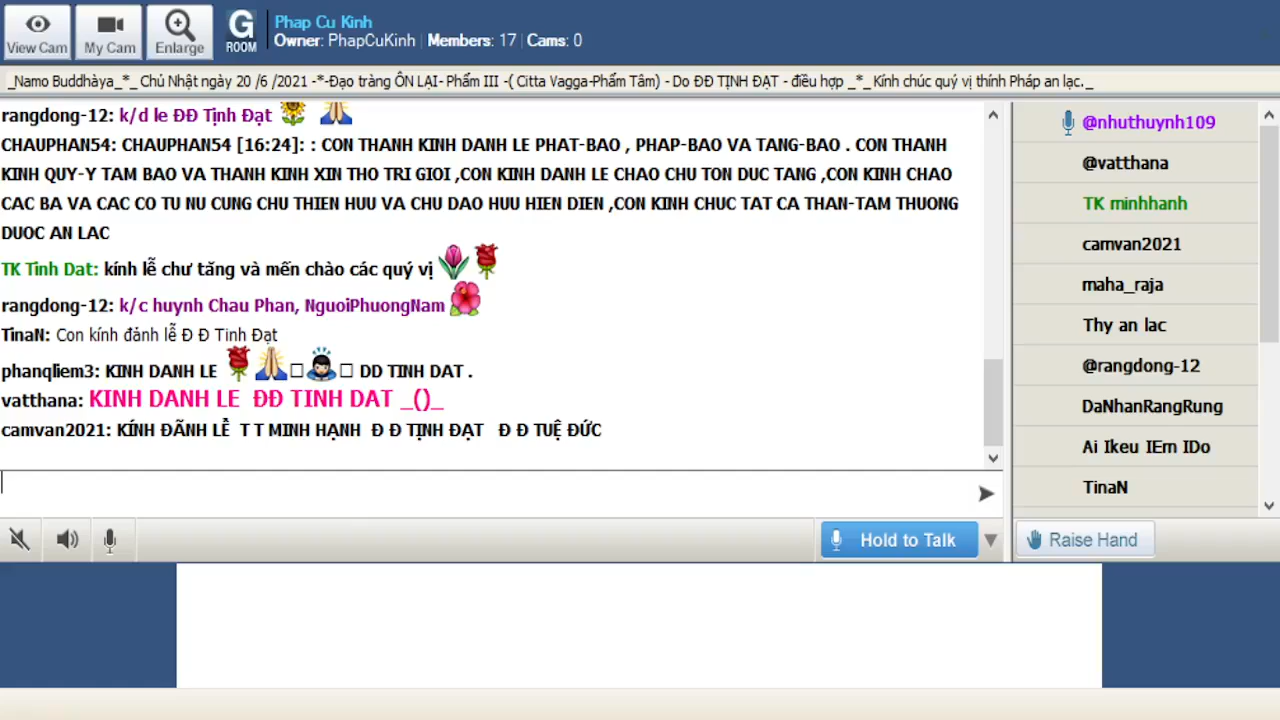 View Cam
My Cam
Enlarge
G
ROOM
Phap Cu Kinh
Owner: PhapCuKinh | Members: 17 | Cams: 0
_Namo Buddhàya_*_ Chủ Nhật ngày 20 /6 /2021 -*-Đạo tràng ÔN LẠI- Phẩm III -( Citta Vagga-Phẩm Tâm) - Do ĐĐ TỊNH ĐẠT - điều hợp _*_Kính chúc quý vị thính Pháp an lạc._
rangdong-12: k/d le ĐĐ Tịnh Đạt
CHAUPHAN54: CHAUPHAN54 [16:24]: : CON THANH KINH DANH LE PHAT-BAO , PHAP-BAO VA TANG-BAO . CON THANH
KINH QUY-Y TAM BAO VA THANH KINH XIN THO TRI GIOI ,CON KINH DANH LE CHAO CHU TON DUC TANG ,CON KINH CHAO
CAC BA VA CAC CO TU NU CUNG CHU THIEN HUU VA CHU DAO HUU HIEN DIEN ,CON KINH CHUC TAT CA THAN-TAM THUONG
DUOC AN LAC
TK Tinh Dat: kính lễ chư tăng và mến chào các quý vị
rangdong-12: k/c huynh Chau Phan, NguoiPhuongNam
TinaN: Con kính đảnh lễ Đ Đ Tinh Đạt
phanqliem3: KINH DANH LE 🌹🙏□🙇□ DD TINH DAT .
vatthana: KINH DANH LE ĐĐ TINH DAT _()_
camvan2021: KÍNH ĐÃNH LỄ T T MINH HẠNH Đ Đ TỊNH ĐẠT Đ Đ TUỆ ĐỨC
Hold to Talk
@nhuthuynh109
@vatthana
TK minhhanh
camvan2021
maha_raja
Thy an lac
@rangdong-12
DaNhanRangRung
Ai Ikeu IEm IDo
TinaN
Raise Hand